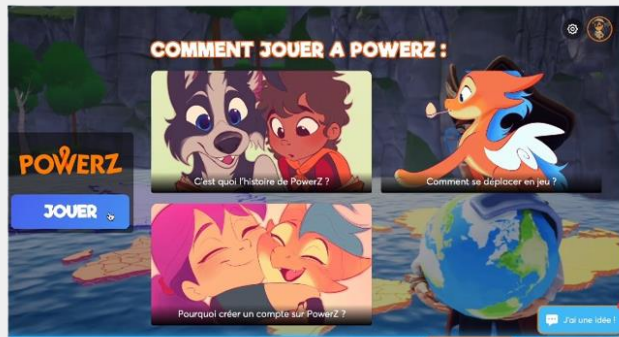 COMMENT JOUER A POWERZ :
POWERZ
JOUER
C'est quoi l'histoire de PowerZ ?
Comment se déplacer en jeu ?
Pourquoi créer un compte sur PowerZ ?
J'ai une idée !